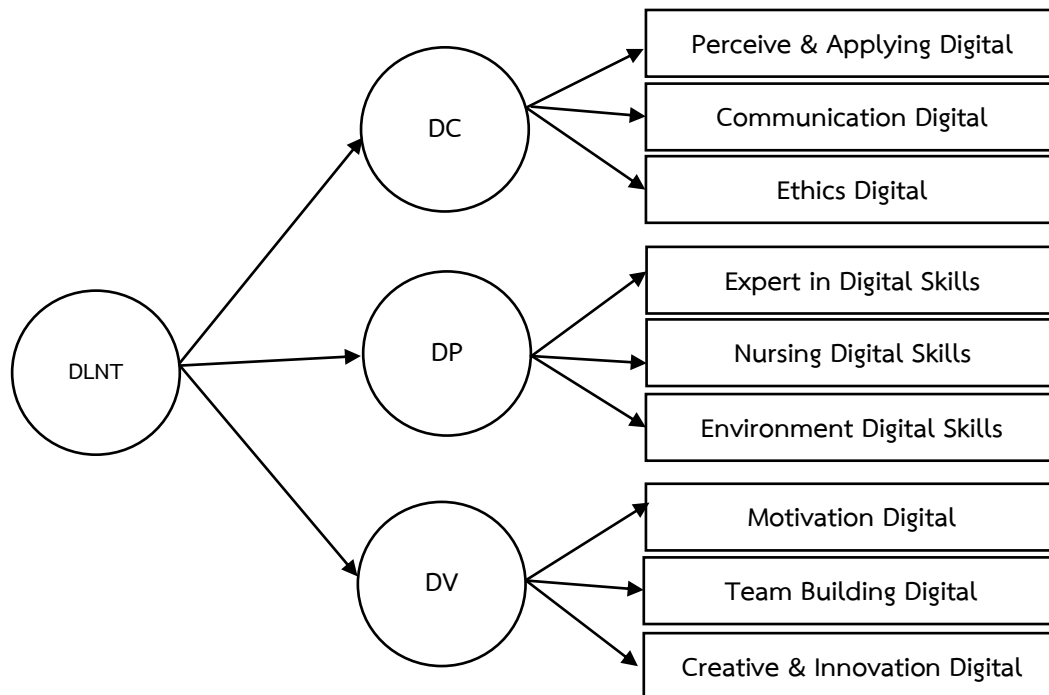 DLNT
DC
Perceive & Applying Digital
Communication Digital
Ethics Digital
DP
Expert in Digital Skills
Nursing Digital Skills
Environment Digital Skills
DV
Motivation Digital
Team Building Digital
Creative & Innovation Digital